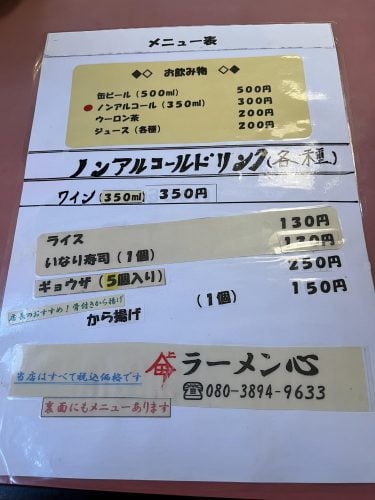 メニュー表
◆◇ お飲み物 ◇◆
缶ビール (500ml) 500円
●ノンアルコール (350ml) 300円
ウーロン茶 200円
ジュース (各種) 200円
ノンアルコールドリンク(各種)
ワイン (350ml) 350円
ライス 130円
いなり寿司 (1個) 130円
ギョウザ (5個入り) 250円
店長のおすすめ!骨付きから揚げ
から揚げ (1個) 150円
ラーメン心
当店はすべて税込価格です
☎080-3894-9633
裏面にもメニューあります